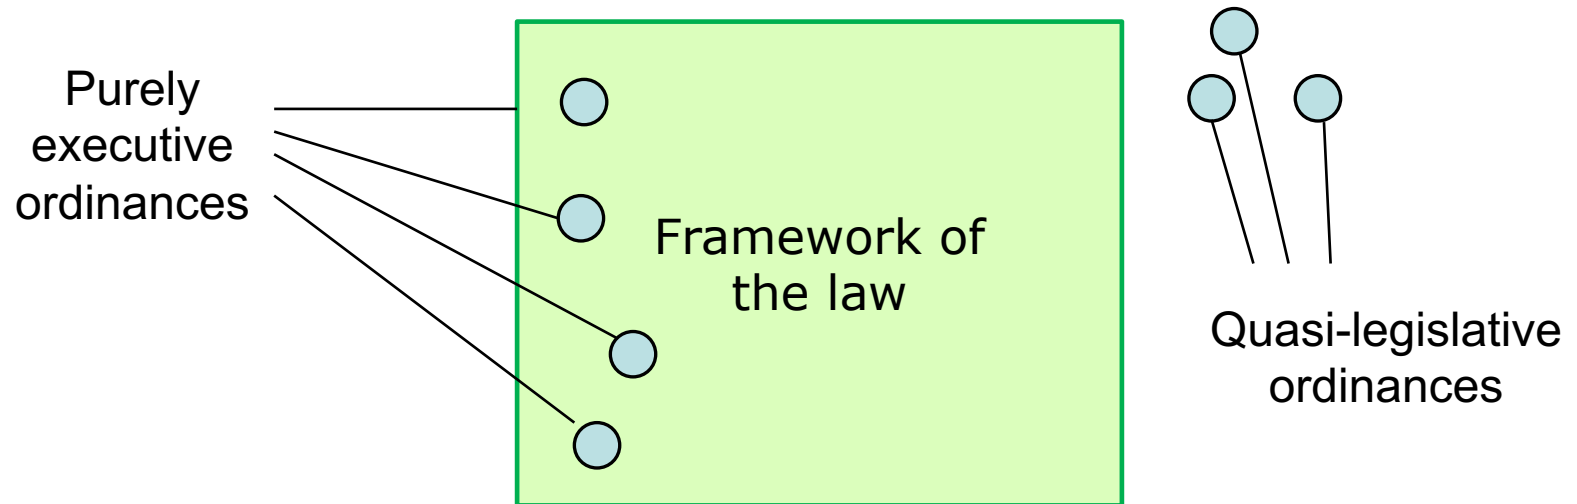 Purely
executive
ordinances
Framework of
the law
Quasi-legislative
ordinances